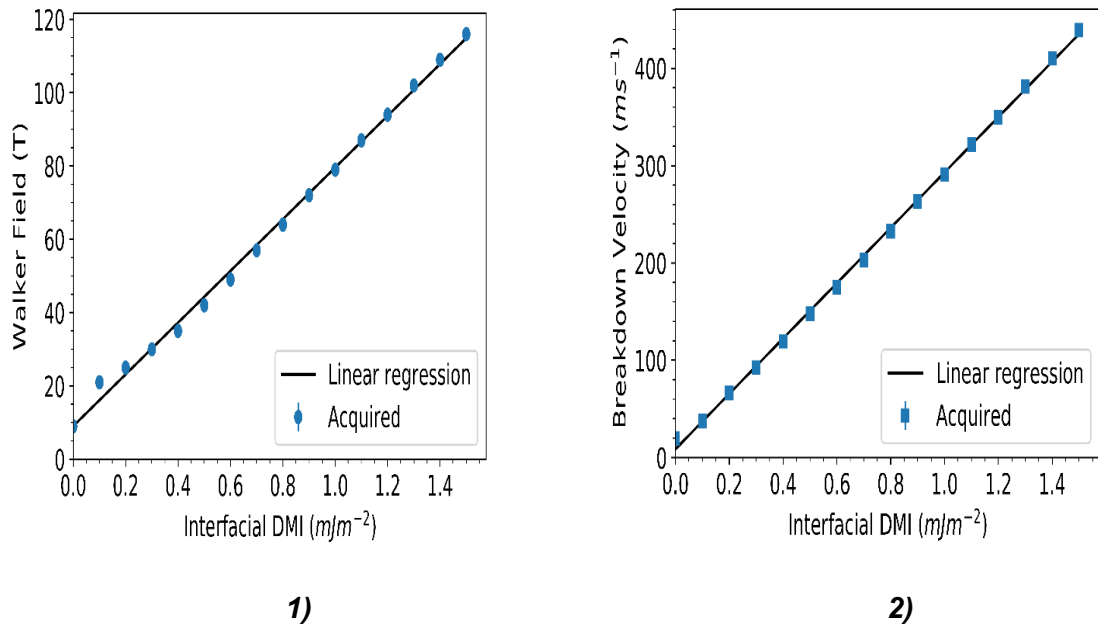 Walker Field (T)
120
100
80
60
40
20
0
0.0 0.2 0.4 0.6 0.8 1.0 1.2 1.4
Interfacial DMI (mJm⁻²)
Linear regression
Acquired
1)
Breakdown Velocity (ms⁻¹)
400
300
200
100
0
0.0 0.2 0.4 0.6 0.8 1.0 1.2 1.4
Interfacial DMI (mJm⁻²)
Linear regression
Acquired
2)